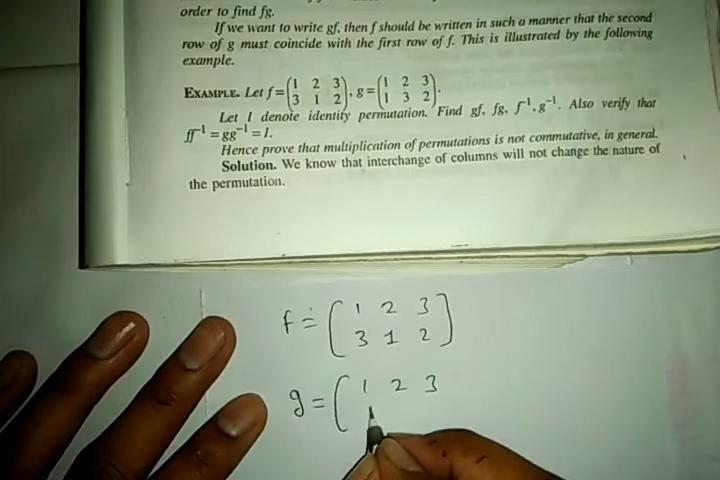 order to find fg.
If we want to write gf, then f should be written in such a manner that the second
row of g must coincide with the first row of f. This is illustrated by the following
example.
EXAMPLE. Let f = (1 2 3 / 3 1 2), g = (1 2 3 / 1 3 2).
Let I denote identity permutation. Find gf, fg, f⁻¹, g⁻¹. Also verify that
ff⁻¹ = gg⁻¹ = I.
Hence prove that multiplication of permutations is not commutative, in general.
Solution. We know that interchange of columns will not change the nature of
the permutation.
f = (1 2 3
3 1 2)
g = (1 2 3